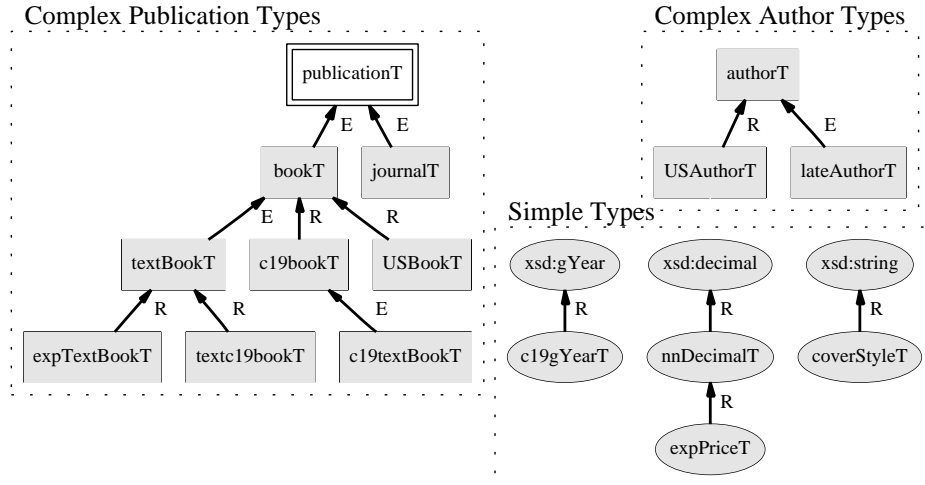 Complex Publication Types
Complex Author Types
publicationT
authorT
E
E
R
E
bookT
journalT
USAuthorT
lateAuthorT
E
R
R
Simple Types
textBookT
c19bookT
USBookT
xsd:gYear
xsd:decimal
xsd:string
R
R
E
R
R
R
expTextBookT
textc19bookT
c19textBookT
c19gYearT
nnDecimalT
coverStyleT
R
expPriceT